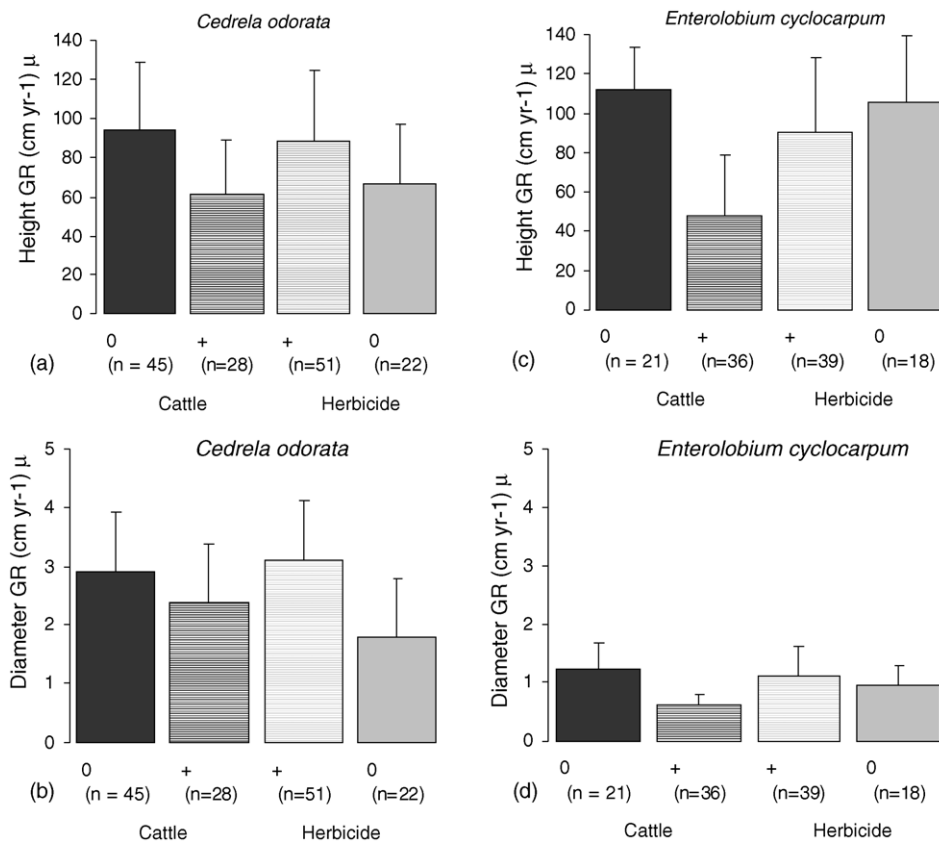 Cedrela odorata
140
120
100
80
60
40
20
0
Height GR (cm yr-1) μ
0 + + 0
(a) (n = 45) (n=28) (n=51) (n=22)
Cattle Herbicide
Enterolobium cyclocarpum
140
120
100
80
60
40
20
0
Height GR (cm yr-1) μ
0 + + 0
(c) (n = 21) (n=36) (n=39) (n=18)
Cattle Herbicide
Cedrela odorata
5
4
3
2
1
0
Diameter GR (cm yr-1) μ
0 + + 0
(b) (n = 45) (n=28) (n=51) (n=22)
Cattle Herbicide
Enterolobium cyclocarpum
5
4
3
2
1
0
Diameter GR (cm yr-1) μ
0 + + 0
(d) (n = 21) (n=36) (n=39) (n=18)
Cattle Herbicide